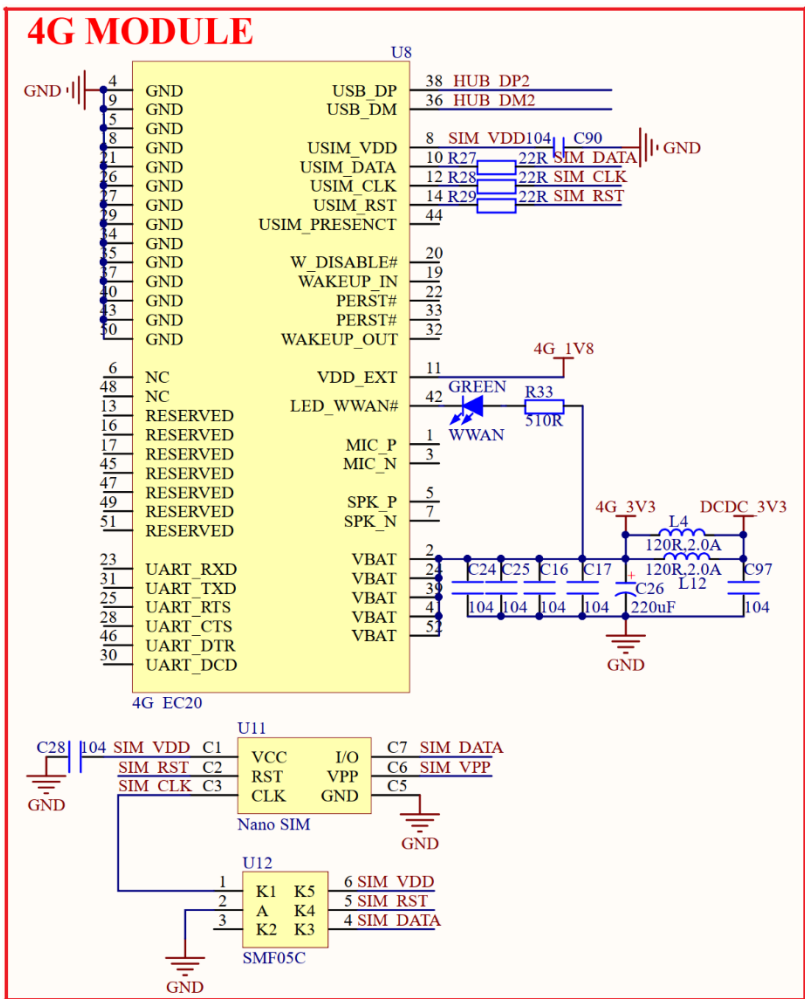 4G MODULE
U8
GND
4 GND USB_DP 38 HUB_DP2
9 GND USB_DM 36 HUB_DM2
GND
18 GND USIM_VDD 8 SIM_VDD 104 C90 GND
21 GND USIM_DATA 10 R27 22R SIM_DATA
26 GND USIM_CLK 12 R28 22R SIM_CLK
27 GND USIM_RST 14 R29 22R SIM_RST
29 GND USIM_PRESENCT 44
34 GND
35 GND W_DISABLE# 20
37 GND WAKEUP_IN 19
40 GND PERST# 22
43 GND PERST# 33
50 GND WAKEUP_OUT 32
4G_1V8
6 NC VDD_EXT 11
48 NC LED_WWAN# 42 GREEN R33
13 RESERVED WWAN 510R
16 RESERVED MIC_P 1
17 RESERVED MIC_N 3
45 RESERVED
47 RESERVED SPK_P 5
49 RESERVED SPK_N 7
51 RESERVED
4G_3V3 DCDC_3V3
L4
120R,2.0A
23 UART_RXD VBAT 2
31 UART_TXD VBAT 24 C24 C25 C16 C17 120R,2.0A C97
25 UART_RTS VBAT 39 C26 L12
28 UART_CTS VBAT 41 104 104 104 104 220uF 104
46 UART_DTR VBAT 52
30 UART_DCD
GND
4G_EC20
U11
C28 104 SIM_VDD C1 VCC I/O C7 SIM_DATA
SIM_RST C2 RST VPP C6 SIM_VPP
SIM_CLK C3 CLK GND C5
GND
Nano SIM
GND
U12
1 K1 K5 6 SIM_VDD
2 A K4 5 SIM_RST
3 K2 K3 4 SIM_DATA
SMF05C
GND